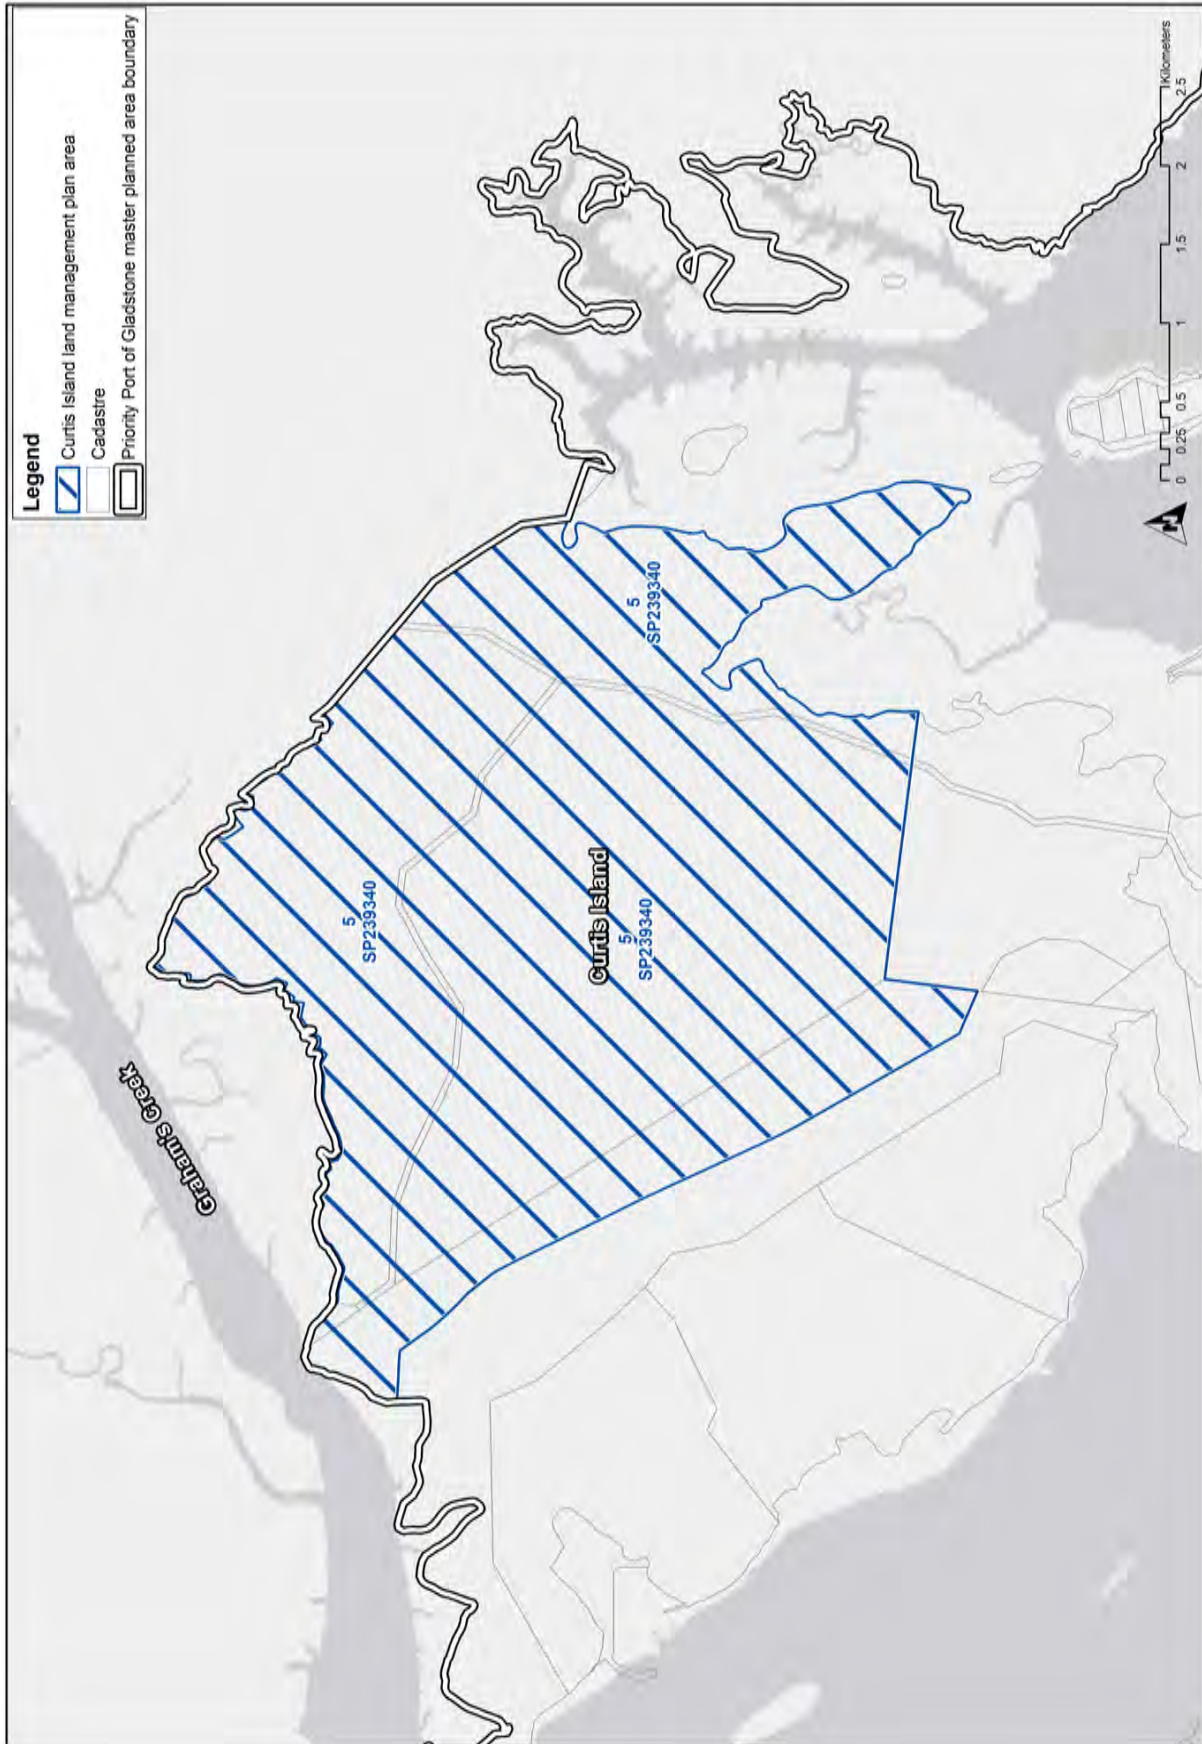 Legend
Curtis Island land management plan area
Cadastre
Priority Port of Gladstone master planned area boundary
Graham's Creek
5
SP239340
Curtis Island
5
SP239340
5
SP239340
N
Kilometers
0 0.25 0.5 1 1.5 2 2.5